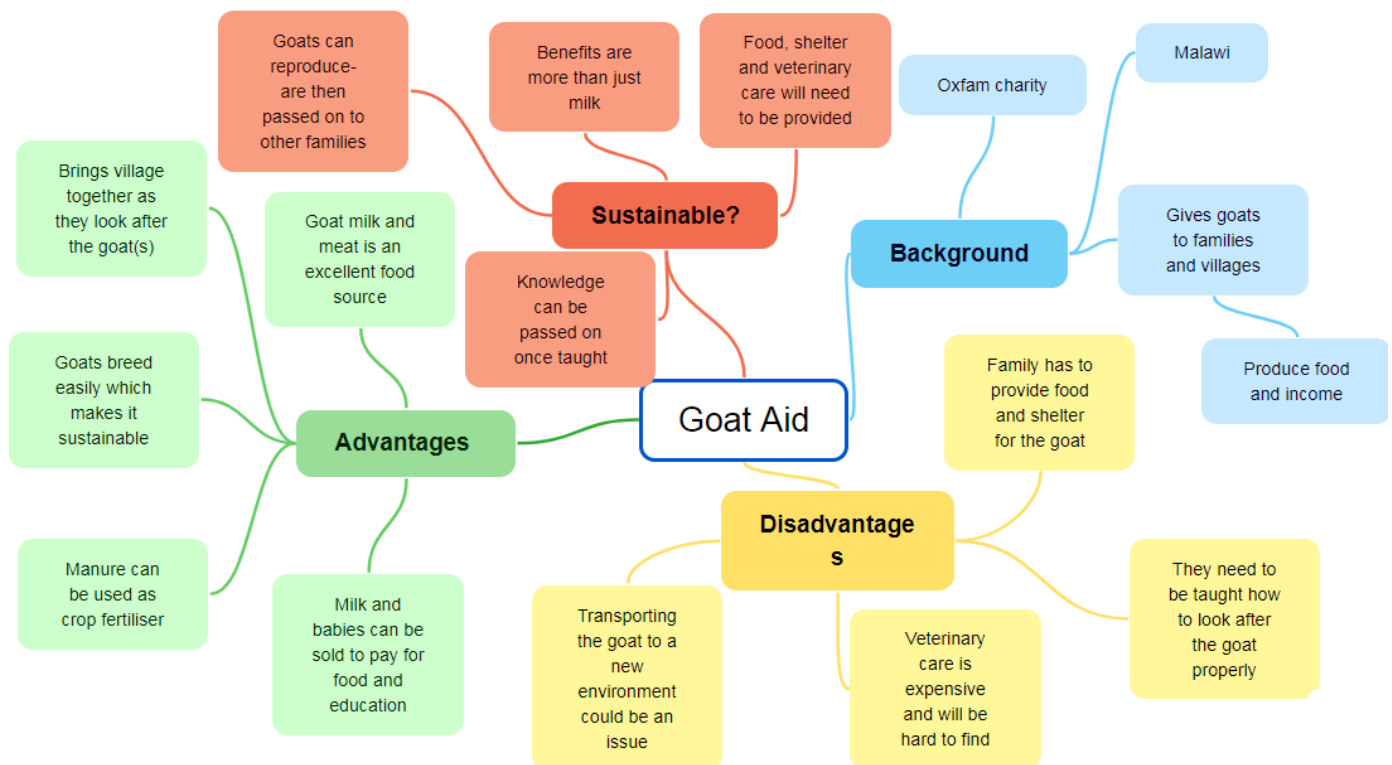 Goat Aid
Sustainable?
Goats can
reproduce-
are then
passed on to
other families
Benefits are
more than just
milk
Food, shelter
and veterinary
care will need
to be provided
Knowledge
can be
passed on
once taught
Background
Oxfam charity
Malawi
Gives goats
to families
and villages
Produce food
and income
Advantages
Brings village
together as
they look after
the goat(s)
Goat milk and
meat is an
excellent food
source
Goats breed
easily which
makes it
sustainable
Manure can
be used as
crop fertiliser
Milk and
babies can be
sold to pay for
food and
education
Disadvantage
s
Family has to
provide food
and shelter
for the goat
They need to
be taught how
to look after
the goat
properly
Veterinary
care is
expensive
and will be
hard to find
Transporting
the goat to a
new
environment
could be an
issue